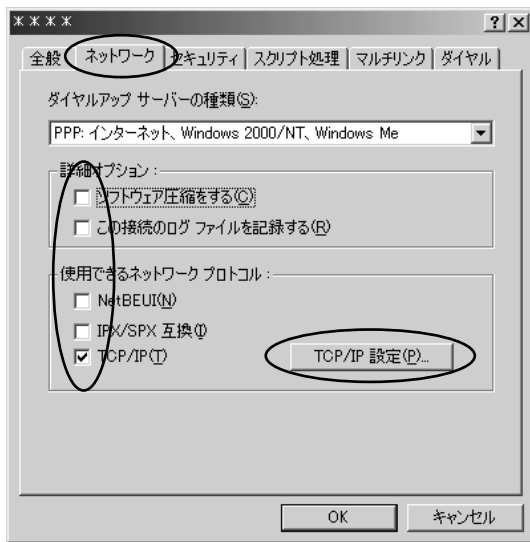 ＊＊＊＊
全般 ネットワーク セキュリティ スクリプト処理 マルチリンク ダイヤル
ダイヤルアップ サーバーの種類(S):
PPP: インターネット、Windows 2000/NT、Windows Me
詳細オプション :
ソフトウェア圧縮をする(C)
この接続のログ ファイルを記録する(R)
使用できるネットワーク プロトコル :
NetBEUI(N)
IPX/SPX 互換(I)
TCP/IP(T) TCP/IP 設定(P)...
OK キャンセル